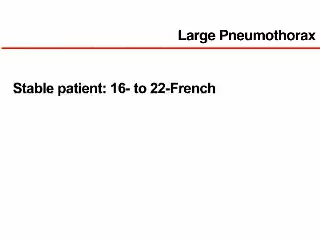 Large Pneumothorax
Stable patient: 16- to 22-French